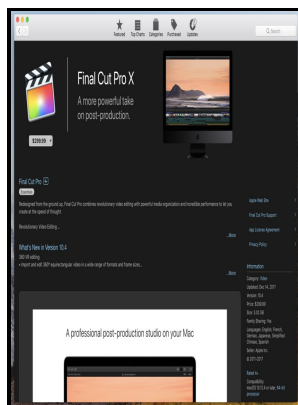 Featured
Top Charts
Categories
Purchased
Updates
Search
Final Cut Pro X
A more powerful take
on post-production.
$299.99
Final Cut Pro
Essentials
Redesigned from the ground up, Final Cut Pro combines revolutionary video editing with powerful media organization and incredible performance to let you
create at the speed of thought.
Revolutionary Video Editing...
...More
What's New in Version 10.4
360 VR editing
• Import and edit 360° equirectangular video in a wide range of formats and frame sizes...
...More
A professional post-production studio on your Mac
Apple Web Site
Final Cut Pro Support
App License Agreement
Privacy Policy
Information
Category: Video
Updated: Dec 14, 2017
Version: 10.4
Price: $299.99
Family Sharing: Yes
Languages: English, French,
German, Japanese, Simplified
Chinese, Spanish
Seller: Apple Inc.
© 2011-2017
Rated 4+
Compatibility:
macOS 10.12.4 or later, 64-bit
processor